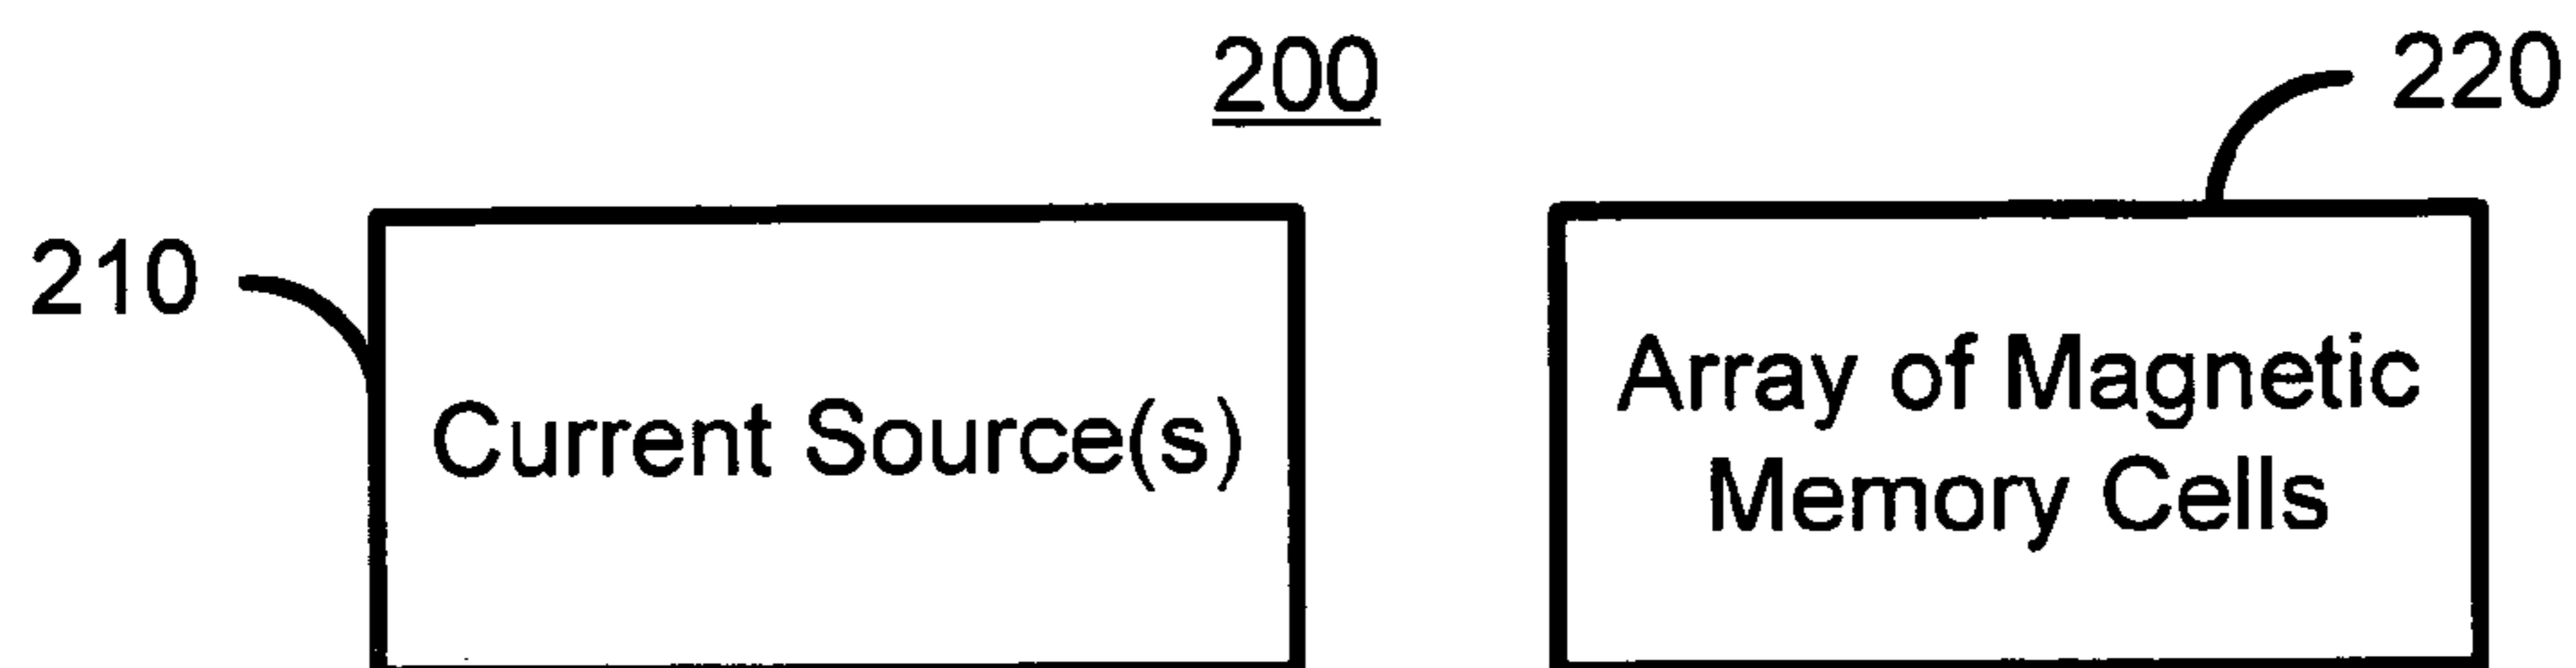 200
220
210
Current Source(s)
Array of Magnetic
Memory Cells